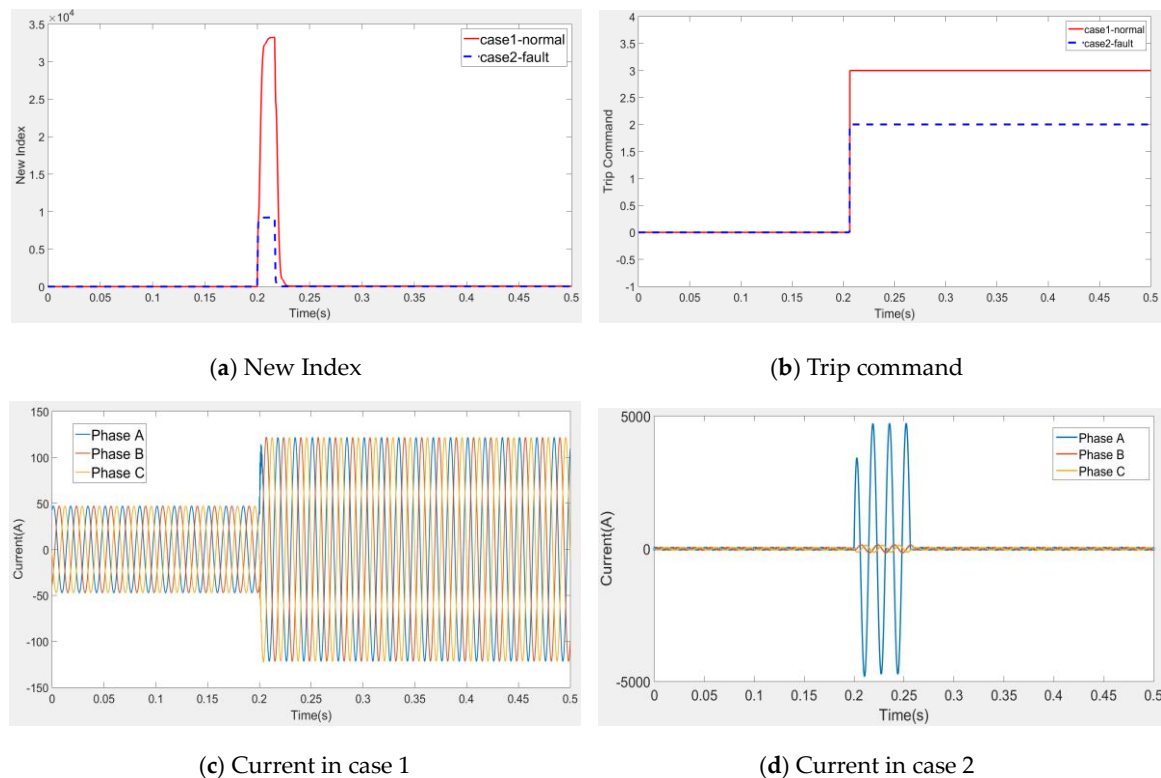 ×10⁴
3.5
3
2.5
2
1.5
1
0.5
0
New Index
case1-normal
case2-fault
0 0.05 0.1 0.15 0.2 0.25 0.3 0.35 0.4 0.45 0.5
Time(s)
(a) New Index
4
3.5
3
2.5
2
1.5
1
0.5
0
-0.5
-1
Trip Command
case1-normal
case2-fault
0 0.05 0.1 0.15 0.2 0.25 0.3 0.35 0.4 0.45 0.5
Time(s)
(b) Trip command
150
100
50
0
-50
-100
-150
Current(A)
Phase A
Phase B
Phase C
0 0.05 0.1 0.15 0.2 0.25 0.3 0.35 0.4 0.45 0.5
Time(s)
(c) Current in case 1
5000
0
-5000
Current(A)
Phase A
Phase B
Phase C
0 0.05 0.1 0.15 0.2 0.25 0.3 0.35 0.4 0.45 0.5
Time(s)
(d) Current in case 2